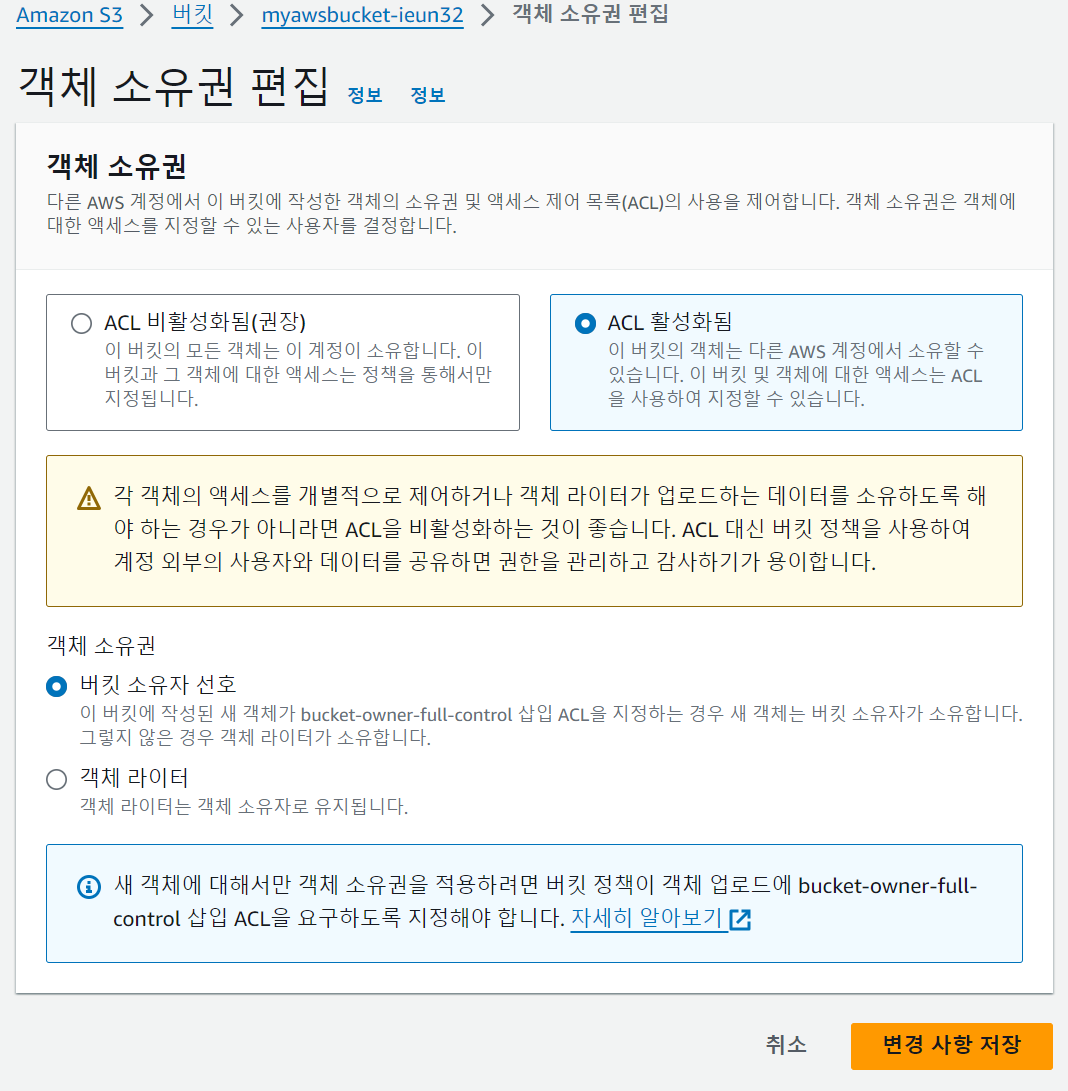 Amazon S3 > 버킷 > myawsbucket-ieun32 > 객체 소유권 편집
객체 소유권 편집 정보 정보
객체 소유권
다른 AWS 계정에서 이 버킷에 작성한 객체의 소유권 및 액세스 제어 목록(ACL)의 사용을 제어합니다. 객체 소유권은 객체에
대한 액세스를 지정할 수 있는 사용자를 결정합니다.
ACL 비활성화됨(권장)
이 버킷의 모든 객체는 이 계정이 소유합니다. 이
버킷과 그 객체에 대한 액세스는 정책을 통해서만
지정됩니다.
ACL 활성화됨
이 버킷의 객체는 다른 AWS 계정에서 소유할 수
있습니다. 이 버킷 및 객체에 대한 액세스는 ACL
을 사용하여 지정할 수 있습니다.
각 객체의 액세스를 개별적으로 제어하거나 객체 라이터가 업로드하는 데이터를 소유하도록 해
야 하는 경우가 아니라면 ACL을 비활성화하는 것이 좋습니다. ACL 대신 버킷 정책을 사용하여
계정 외부의 사용자와 데이터를 공유하면 권한을 관리하고 감사하기가 용이합니다.
객체 소유권
버킷 소유자 선호
이 버킷에 작성된 새 객체가 bucket-owner-full-control 삽입 ACL을 지정하는 경우 새 객체는 버킷 소유자가 소유합니다.
그렇지 않은 경우 객체 라이터가 소유합니다.
객체 라이터
객체 라이터는 객체 소유자로 유지됩니다.
새 객체에 대해서만 객체 소유권을 적용하려면 버킷 정책이 객체 업로드에 bucket-owner-full-
control 삽입 ACL을 요구하도록 지정해야 합니다. 자세히 알아보기
취소 변경 사항 저장